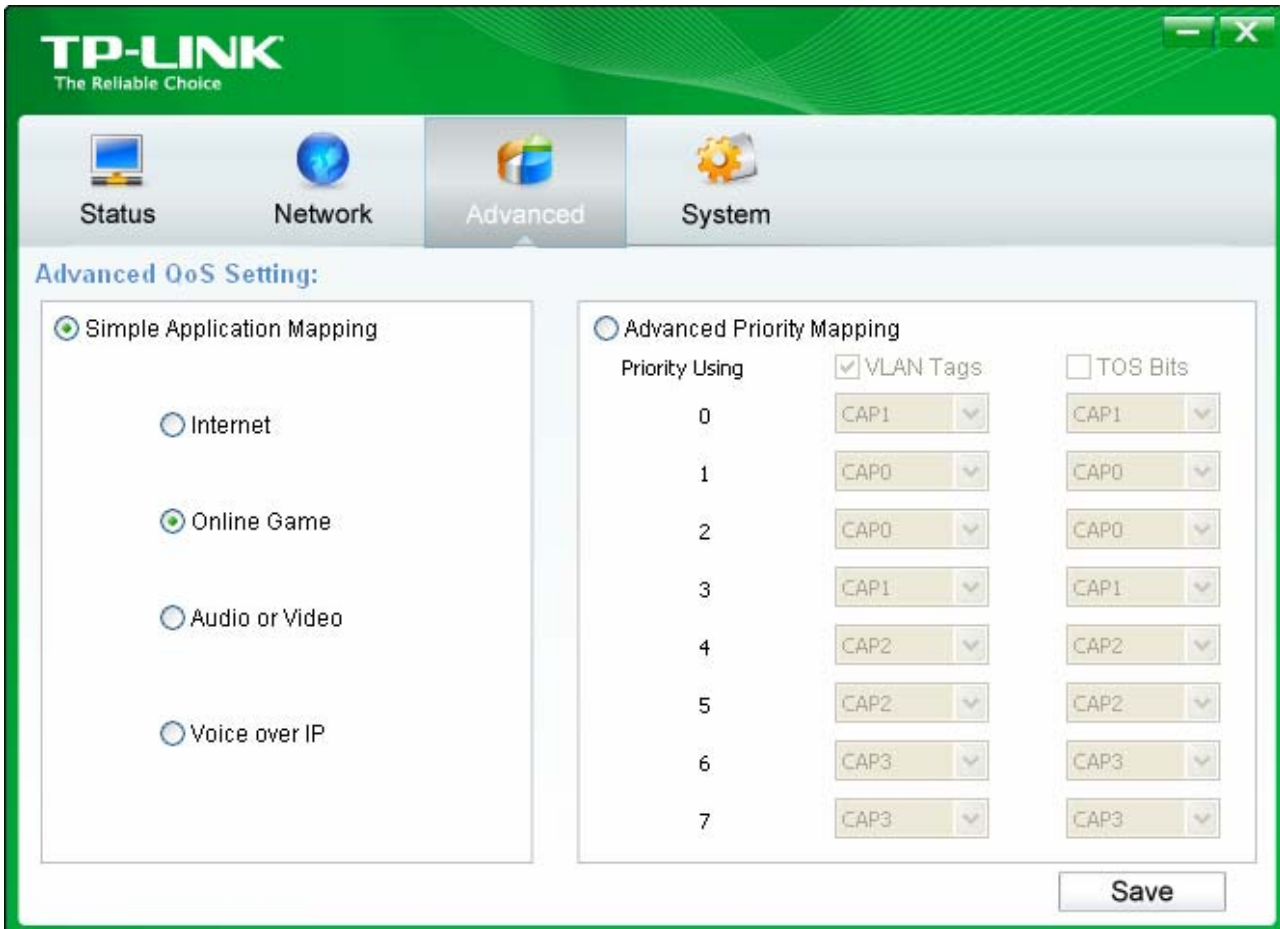 TP-LINK
The Reliable Choice
Status Network Advanced System
Advanced QoS Setting:
Simple Application Mapping
Internet
Online Game
Audio or Video
Voice over IP
Advanced Priority Mapping
Priority Using VLAN Tags TOS Bits
0 CAP1 CAP1
1 CAP0 CAP0
2 CAP0 CAP0
3 CAP1 CAP1
4 CAP2 CAP2
5 CAP2 CAP2
6 CAP3 CAP3
7 CAP3 CAP3
Save